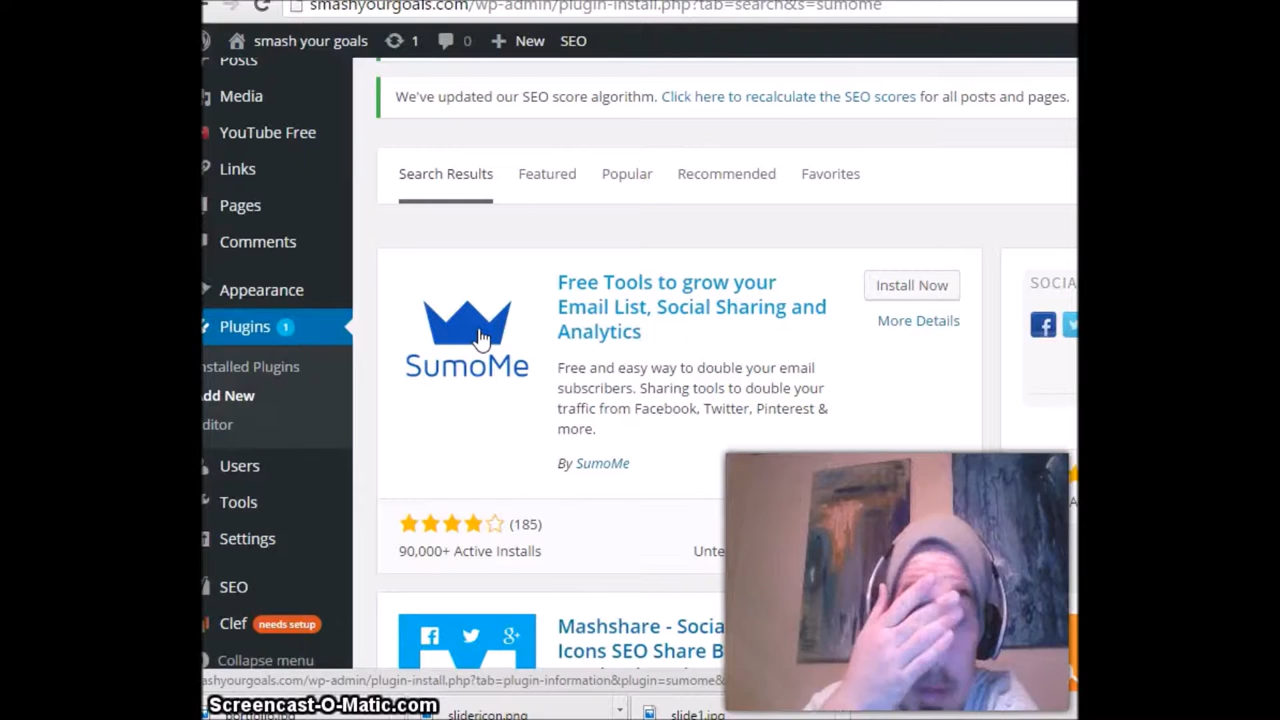 smashyourgoals.com/wp-admin/plugin-install.php?tab=search&s=sumome
smash your goals 1 0 New SEO
Posts
Media
YouTube Free
Links
Pages
Comments
Appearance
Plugins 1
nstalled Plugins
Add New
ditor
Users
Tools
Settings
SEO
Clef needs setup
Collapse menu
We've updated our SEO score algorithm. Click here to recalculate the SEO scores for all posts and pages.
Search Results Featured Popular Recommended Favorites
SumoMe
Free Tools to grow your
Email List, Social Sharing and
Analytics
Install Now
More Details
Free and easy way to double your email
subscribers. Sharing tools to double your
traffic from Facebook, Twitter, Pinterest &
more.
By SumoMe
(185)
90,000+ Active Installs
Unte
SOCIA
Mashshare - Socia
Icons SEO Share B
ashyourgoals.com/wp-admin/plugin-install.php?tab=plugin-information&plugin=sumome&
Screencast-O-Matic.com
portfolio.jpg slidericon.png slide1.jpg